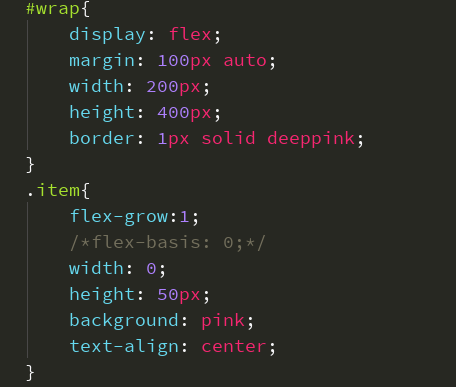 #wrap{
display: flex;
margin: 100px auto;
width: 200px;
height: 400px;
border: 1px solid deeppink;
}
.item{
flex-grow:1;
/*flex-basis: 0;*/
width: 0;
height: 50px;
background: pink;
text-align: center;
}